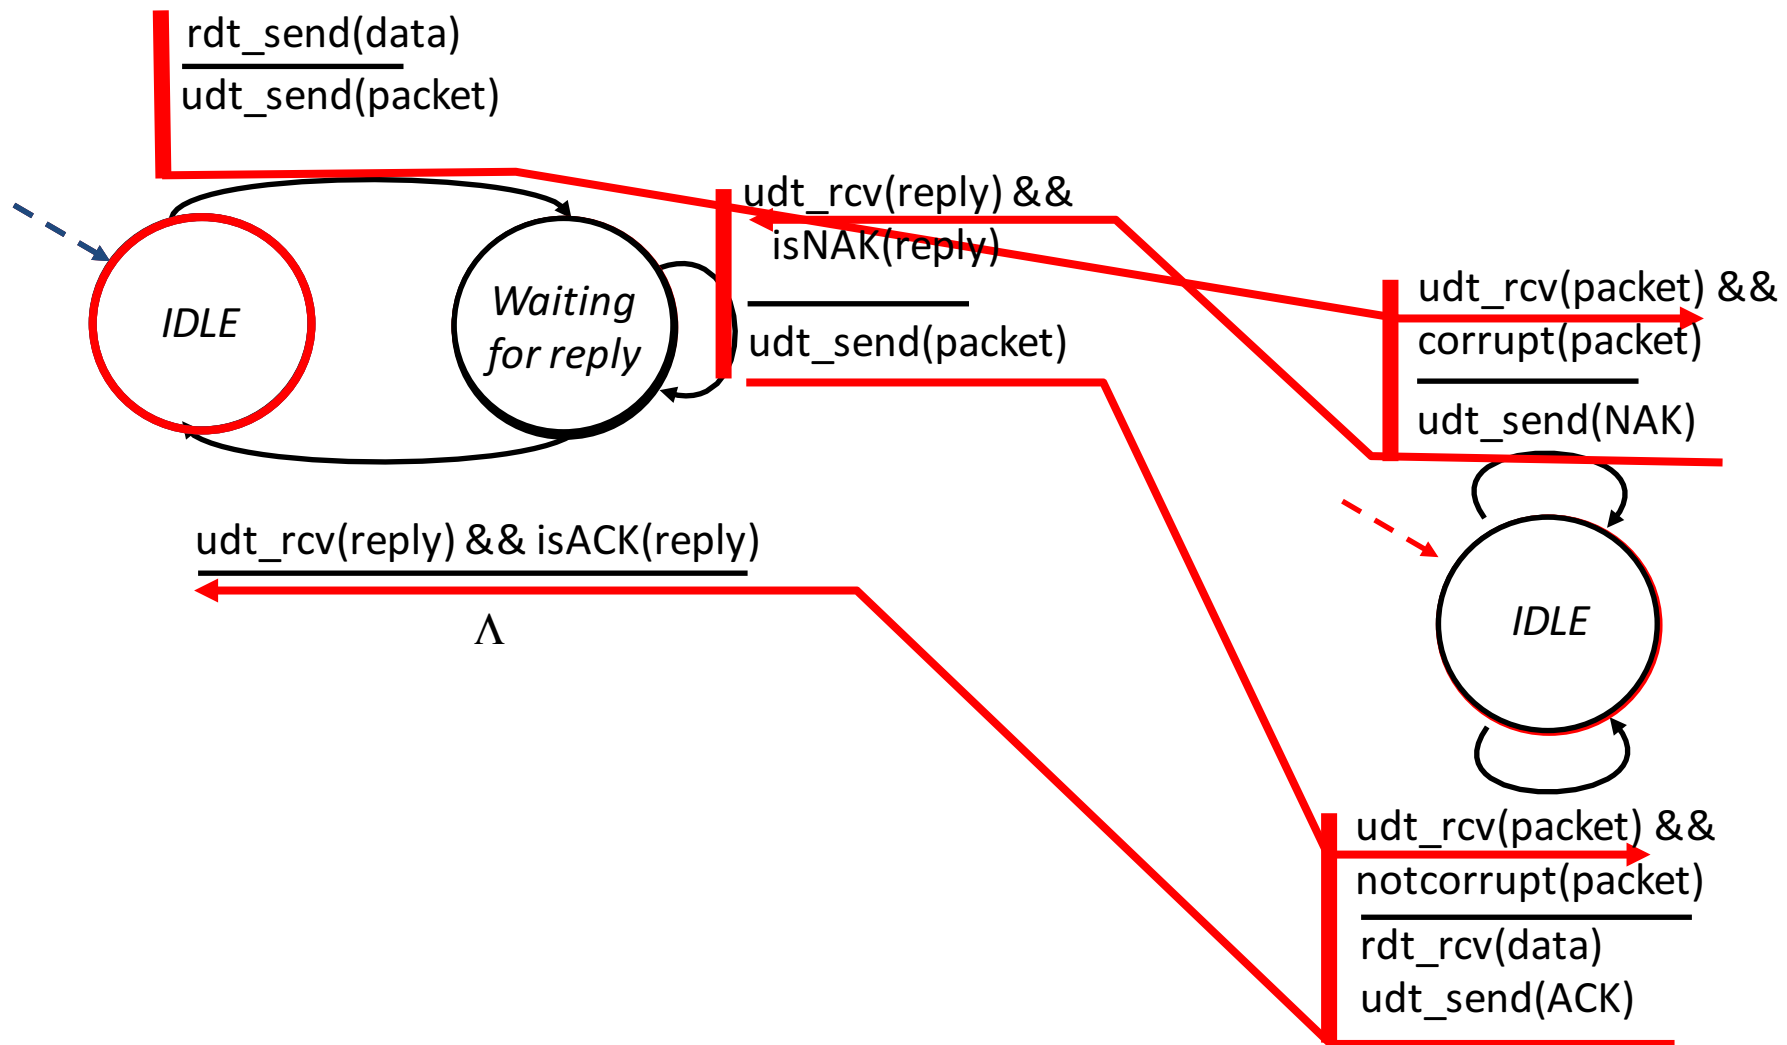 rdt_send(data)
udt_send(packet)
IDLE
Waiting
for reply
udt_rcv(reply) &&
isNAK(reply)
udt_send(packet)
udt_rcv(reply) && isACK(reply)
Λ
udt_rcv(packet) &&
corrupt(packet)
udt_send(NAK)
IDLE
udt_rcv(packet) &&
notcorrupt(packet)
rdt_rcv(data)
udt_send(ACK)